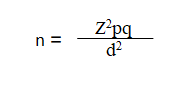 n = Z²pq
d²